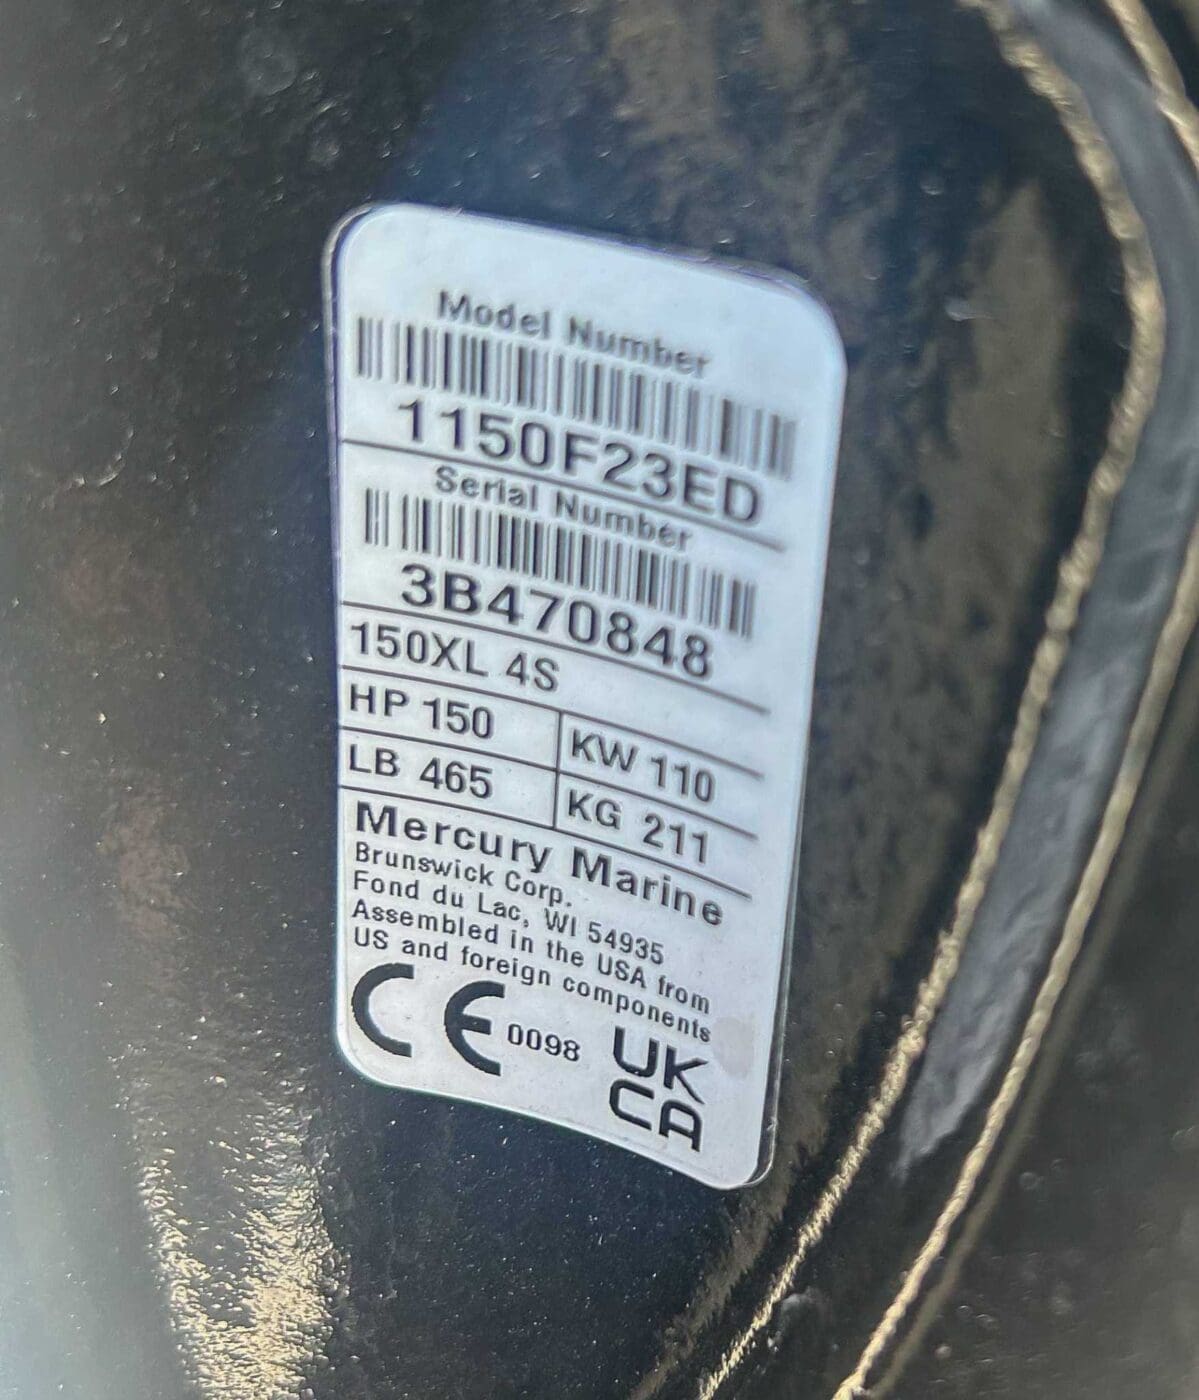 Model Number
1150F23ED
Serial Number
3B470848
150XL 4S
HP 150 KW 110
LB 465 KG 211
Mercury Marine
Brunswick Corp.
Fond du Lac, WI 54935
Assembled in the USA from
US and foreign components
CE 0098 UK
CA